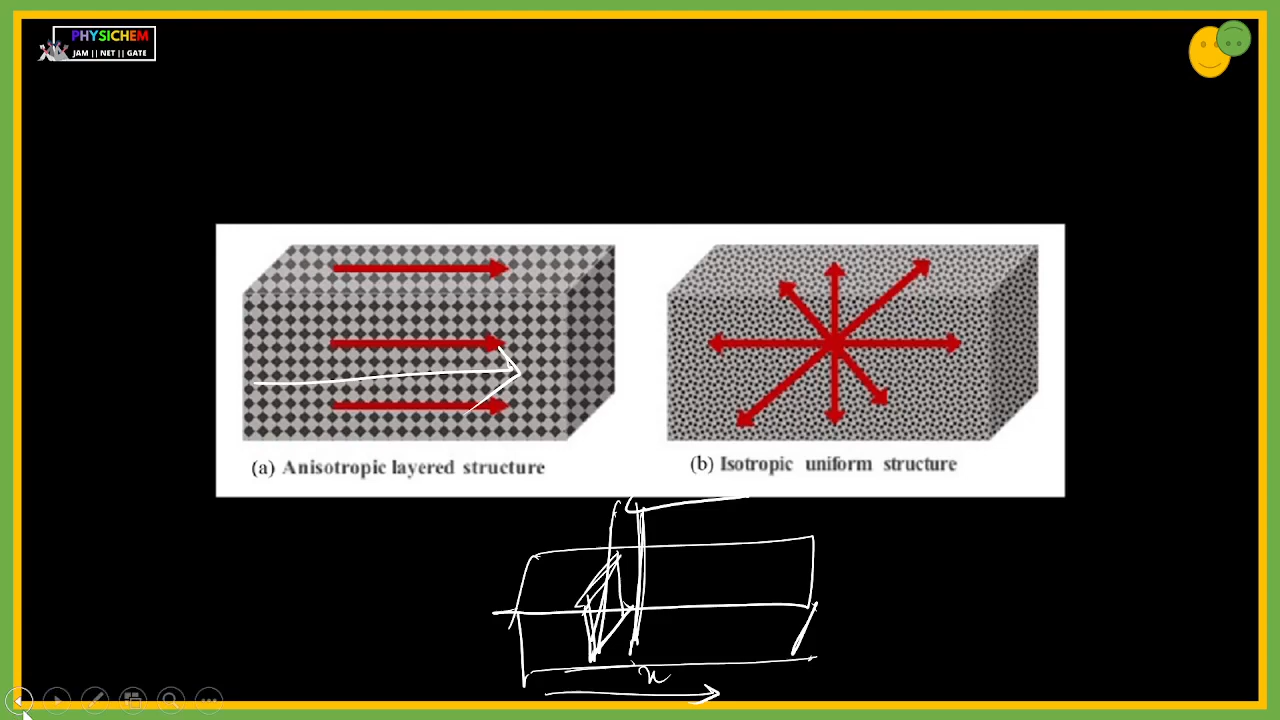 PHYSICHEM
JAM || NET || GATE
(a) Anisotropic layered structure
(b) Isotropic uniform structure
x